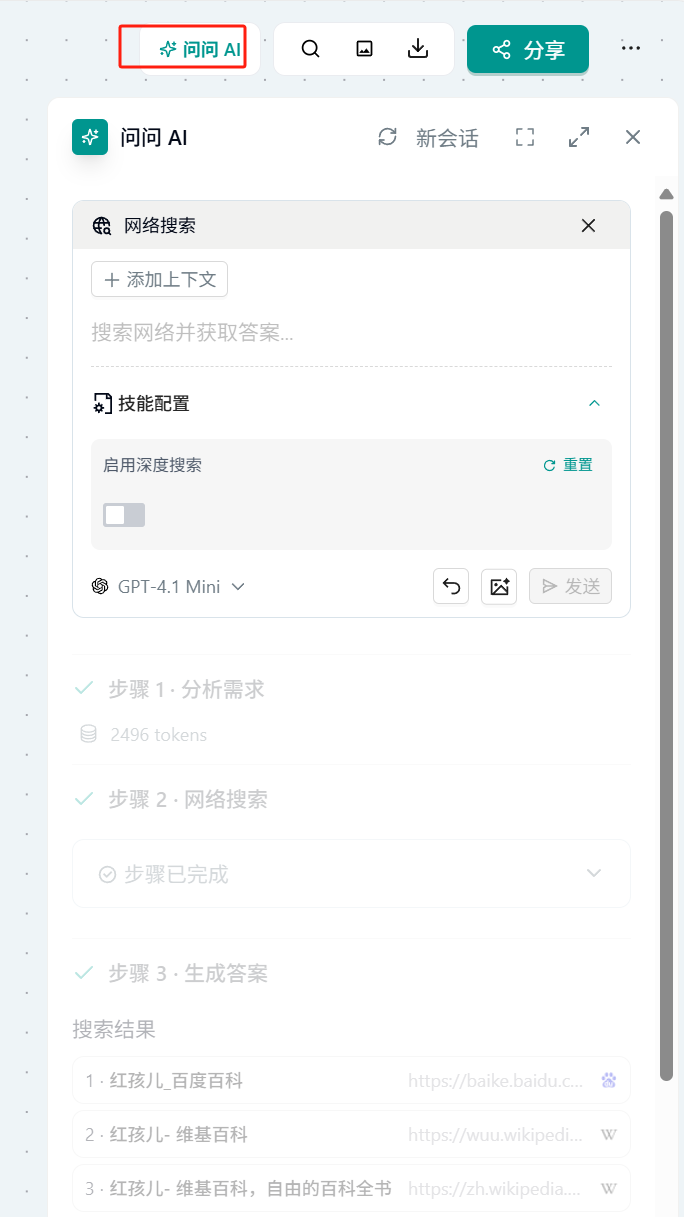 问问 AI
分享
问问 AI
新会话
网络搜索
添加上下文
搜索网络并获取答案...
技能配置
启用深度搜索
重置
GPT-4.1 Mini
发送
步骤 1 · 分析需求
2496 tokens
步骤 2 · 网络搜索
步骤已完成
步骤 3 · 生成答案
搜索结果
1 · 红孩儿_百度百科 https://baike.baidu.c...
2 · 红孩儿- 维基百科 https://wuu.wikipedi...
3 · 红孩儿- 维基百科，自由的百科全书 https://zh.wikipedia....